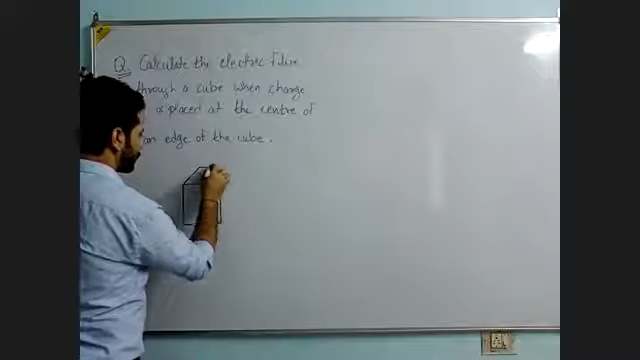 Q. Calculate the electric flux
through a cube when charge
is placed at the centre of
an edge of the cube.